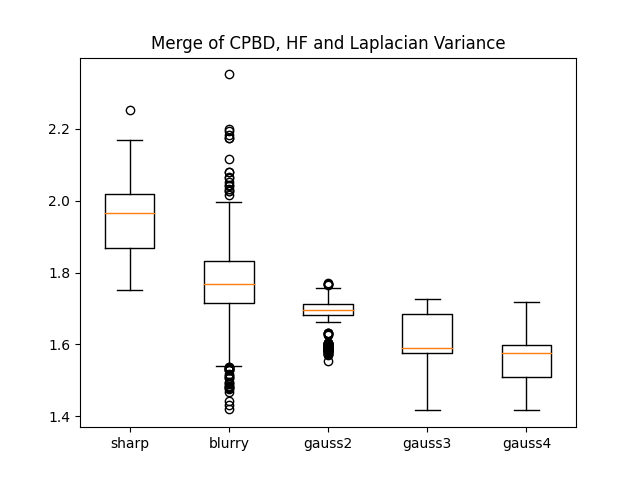 Merge of CPBD, HF and Laplacian Variance
2.2
2.0
1.8
1.6
1.4
sharp blurry gauss2 gauss3 gauss4